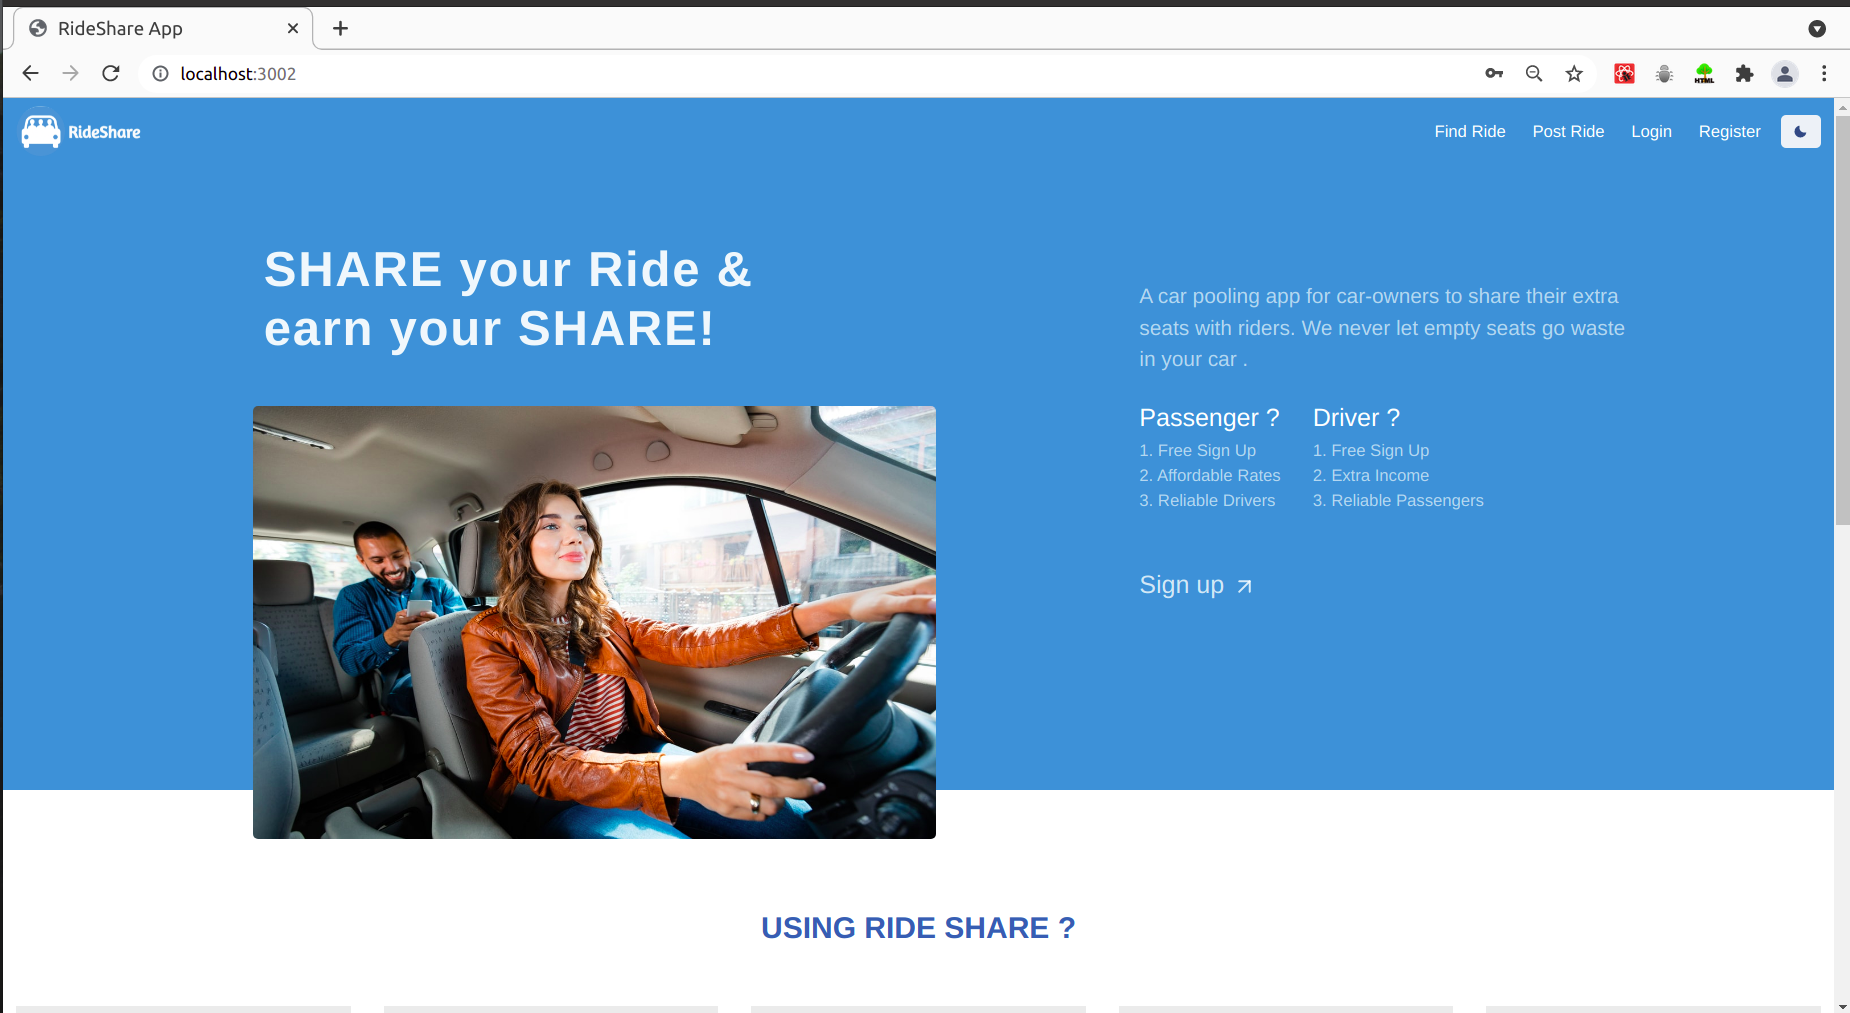 RideShare App
localhost:3002
HTML
RideShare
Find Ride
Post Ride
Login
Register
SHARE your Ride &
earn your SHARE!
A car pooling app for car-owners to share their extra
seats with riders. We never let empty seats go waste
in your car .
Passenger ?
1. Free Sign Up
2. Affordable Rates
3. Reliable Drivers
Driver ?
1. Free Sign Up
2. Extra Income
3. Reliable Passengers
Sign up
USING RIDE SHARE ?